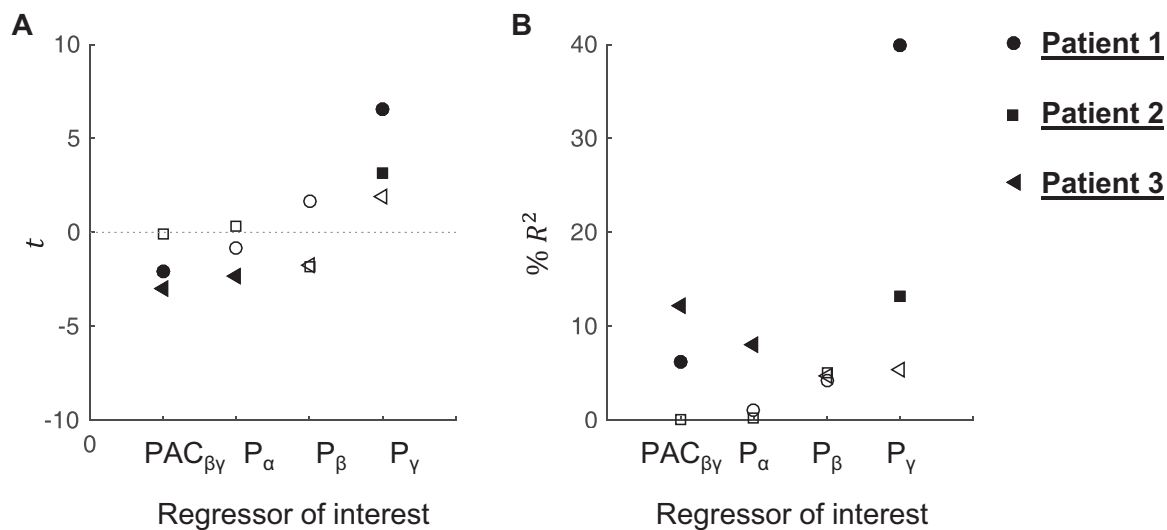 A
10
5
0
-5
-10
t
0
PACβγ Pα Pβ Pγ
Regressor of interest
B
40
30
20
10
0
% R²
PACβγ Pα Pβ Pγ
Regressor of interest
Patient 1
Patient 2
Patient 3